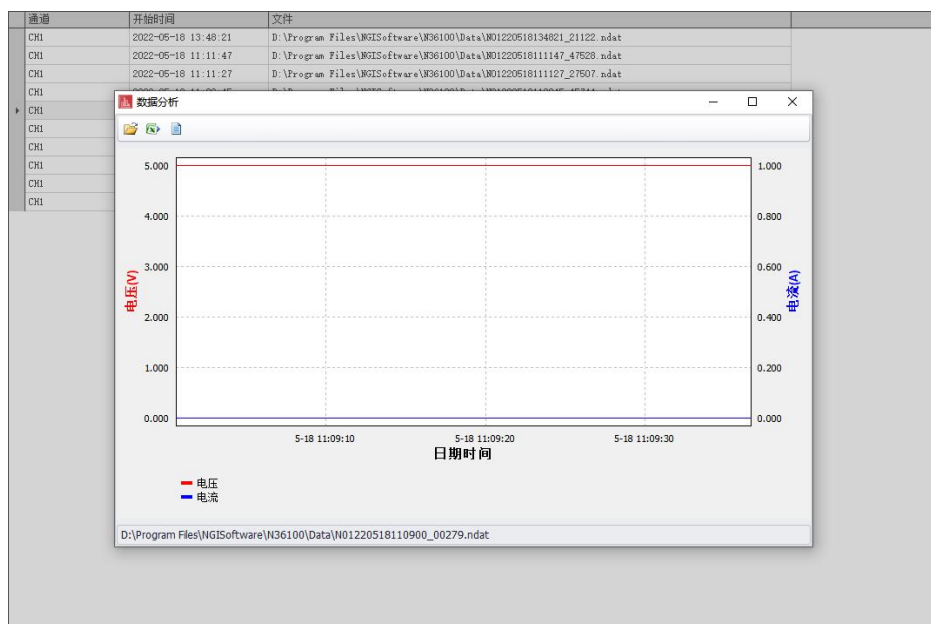 通道 开始时间 文件
CH1 2022-05-18 13:48:21 D:\Program Files\NGISoftware\N36100\Data\N01220518134821_21122.ndat
CH1 2022-05-18 11:11:47 D:\Program Files\NGISoftware\N36100\Data\N01220518111147_47528.ndat
CH1 2022-05-18 11:11:27 D:\Program Files\NGISoftware\N36100\Data\N01220518111127_27507.ndat
CH1
CH1
CH1
CH1
CH1
CH1
CH1
数据分析
5.000 1.000
4.000 0.800
3.000 0.600
2.000 0.400
1.000 0.200
0.000 0.000
电压(V)
电流(A)
5-18 11:09:10 5-18 11:09:20 5-18 11:09:30
日期时间
电压
电流
D:\Program Files\NGISoftware\N36100\Data\N01220518110900_00279.ndat